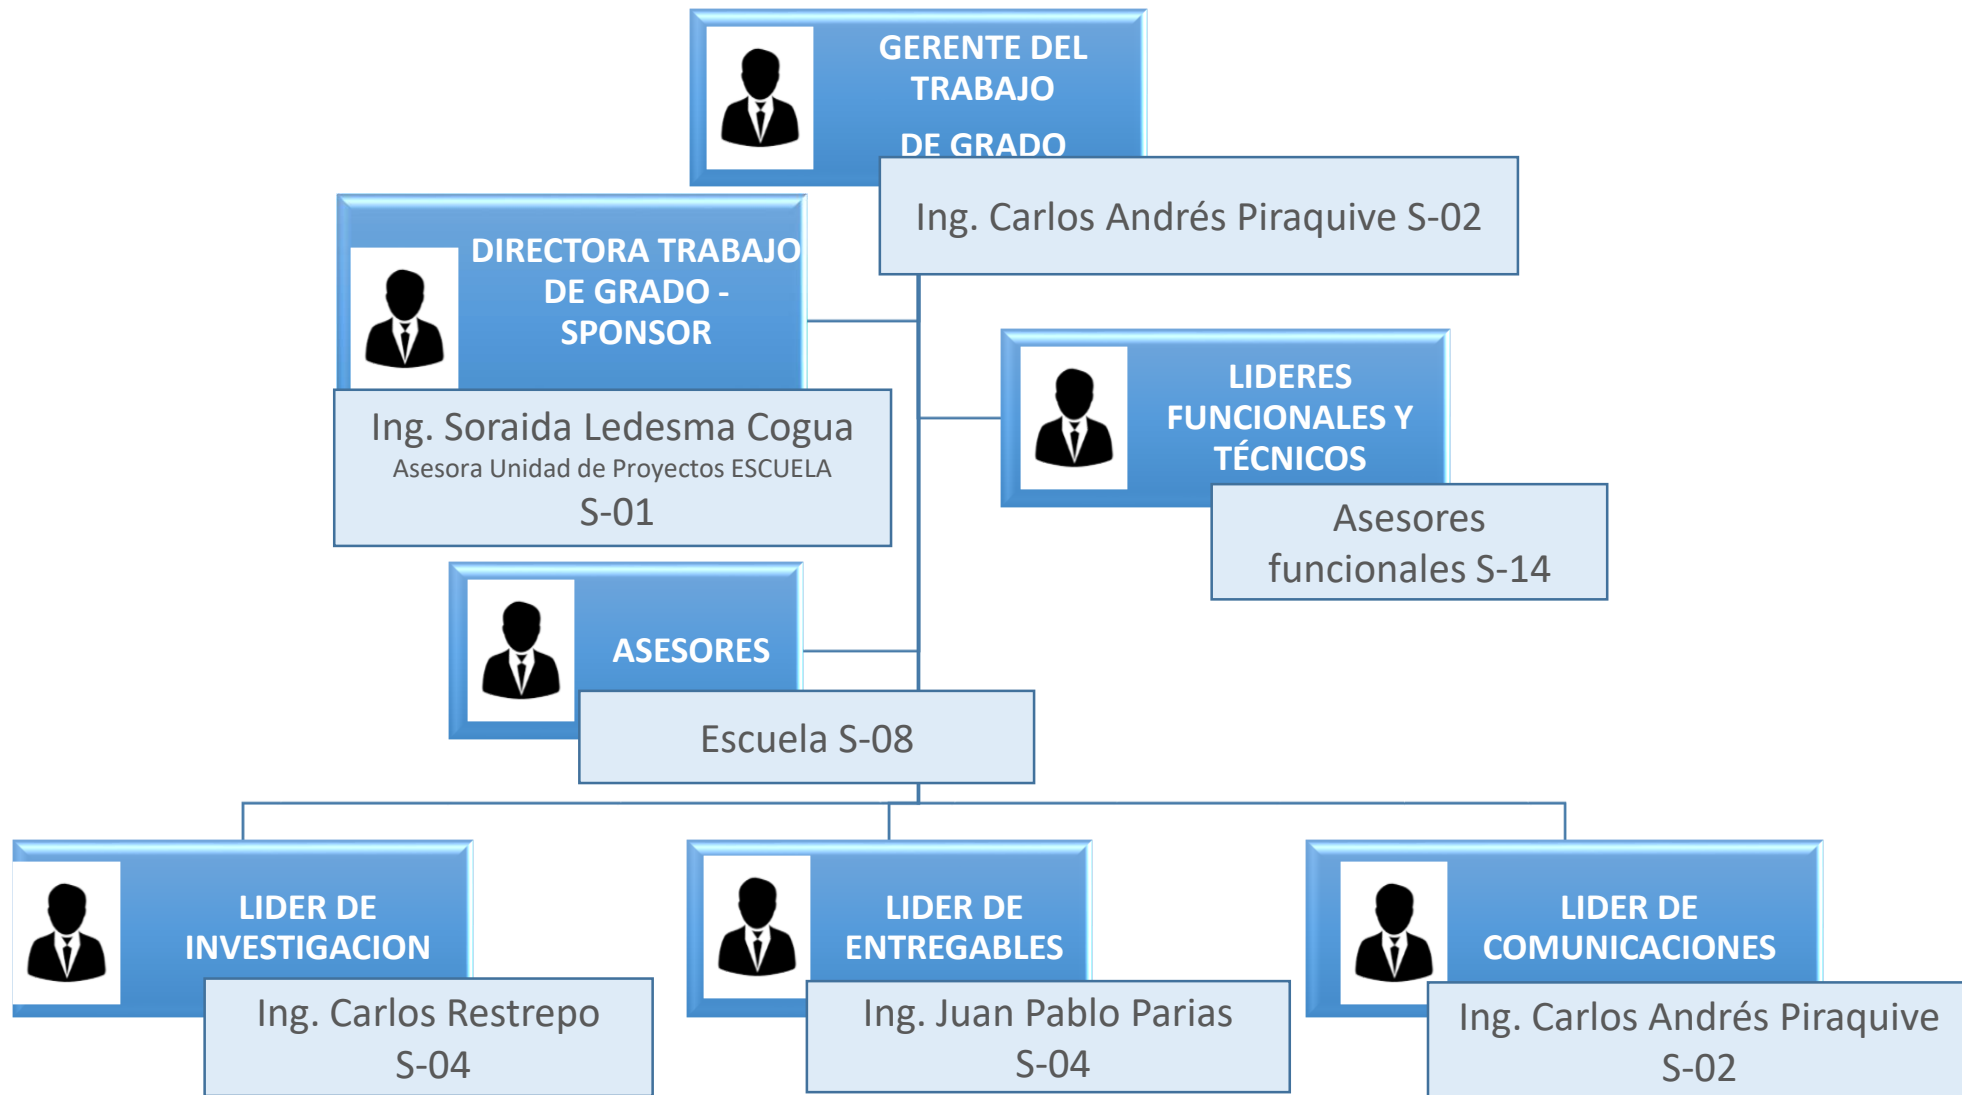 GERENTE DEL
TRABAJO
DE GRADO
Ing. Carlos Andrés Piraquive S-02
DIRECTORA TRABAJO
DE GRADO -
SPONSOR
Ing. Soraida Ledesma Cogua
Asesora Unidad de Proyectos ESCUELA
S-01
LIDERES
FUNCIONALES Y
TÉCNICOS
Asesores
funcionales S-14
ASESORES
Escuela S-08
LIDER DE
INVESTIGACION
Ing. Carlos Restrepo
S-04
LIDER DE
ENTREGABLES
Ing. Juan Pablo Parias
S-04
LIDER DE
COMUNICACIONES
Ing. Carlos Andrés Piraquive
S-02